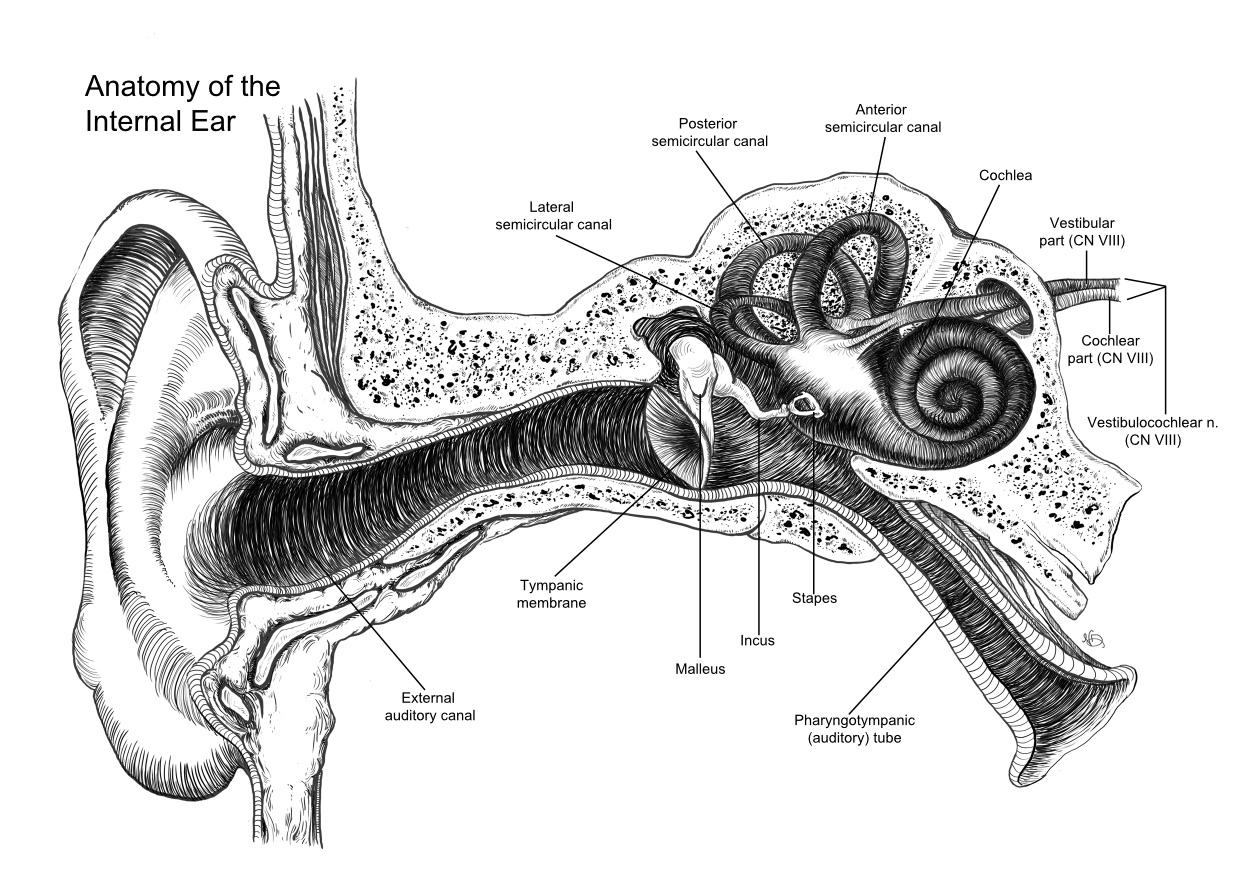 Anatomy of the
Internal Ear
Posterior
semicircular canal
Anterior
semicircular canal
Cochlea
Lateral
semicircular canal
Vestibular
part (CN VIII)
Cochlear
part (CN VIII)
Vestibulocochlear n.
(CN VIII)
Tympanic
membrane
Stapes
Incus
Malleus
External
auditory canal
Pharyngotympanic
(auditory) tube